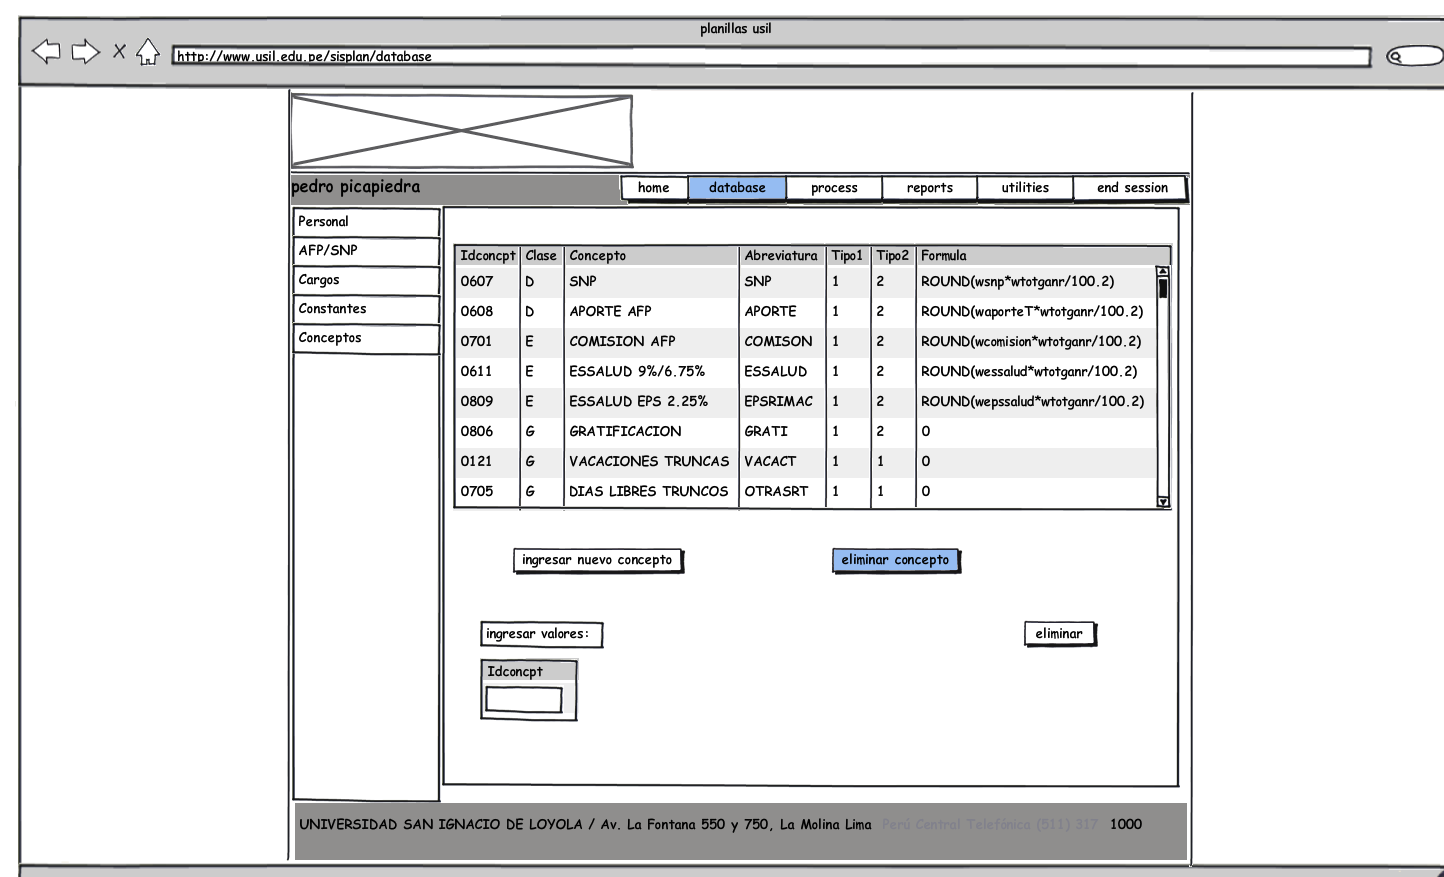 planillas usil
http://www.usil.edu.pe/sisplan/database
pedro picapiedra home database process reports utilities end session
Personal
AFP/SNP
Cargos
Constantes
Conceptos
Idconcpt Clase Concepto Abreviatura Tipo1 Tipo2 Formula
0607 D SNP SNP 1 2 ROUND(wsnp*wtotganr/100.2)
0608 D APORTE AFP APORTE 1 2 ROUND(waporteT*wtotganr/100.2)
0701 E COMISION AFP COMISON 1 2 ROUND(wcomision*wtotganr/100.2)
0611 E ESSALUD 9%/6.75% ESSALUD 1 2 ROUND(wessalud*wtotganr/100.2)
0809 E ESSALUD EPS 2.25% EPSRIMAC 1 2 ROUND(wepssalud*wtotganr/100.2)
0806 G GRATIFICACION GRATI 1 2 0
0121 G VACACIONES TRUNCAS VACACT 1 1 0
0705 G DIAS LIBRES TRUNCOS OTRASRT 1 1 0
ingresar nuevo concepto eliminar concepto
ingresar valores: eliminar
Idconcpt
UNIVERSIDAD SAN IGNACIO DE LOYOLA / Av. La Fontana 550 y 750, La Molina Lima Perú Central Telefónica (511) 317 1000